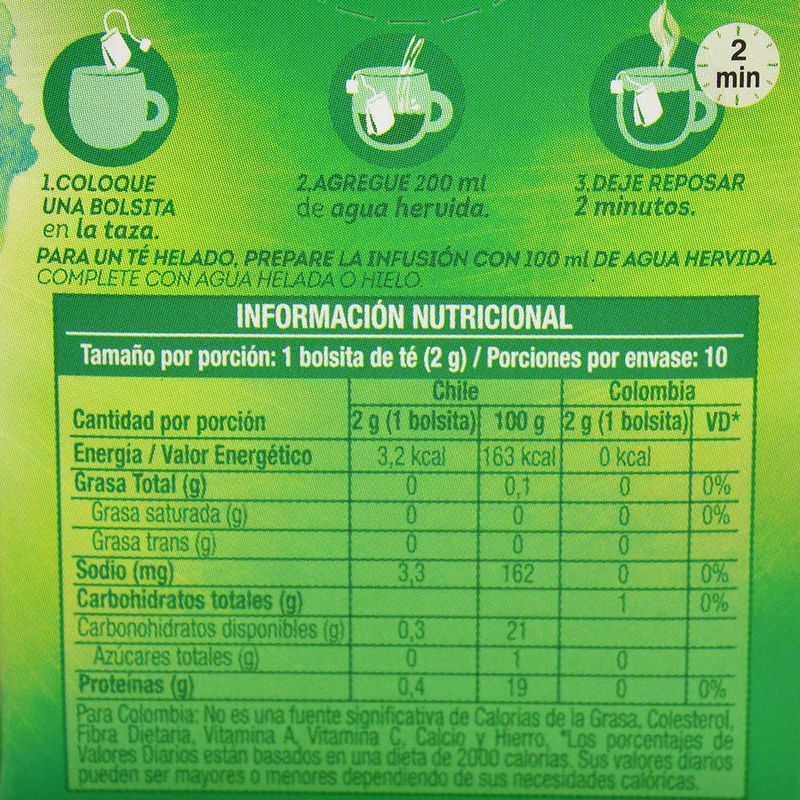 2
min
1.COLOQUE
UNA BOLSITA
en la taza.
2.AGREGUE 200 ml
de agua hervida.
3.DEJE REPOSAR
2 minutos.
PARA UN TÉ HELADO, PREPARE LA INFUSIÓN CON 100 ml DE AGUA HERVIDA.
COMPLETE CON AGUA HELADA O HIELO.
INFORMACIÓN NUTRICIONAL
Tamaño por porción: 1 bolsita de té (2 g) / Porciones por envase: 10
Chile Colombia
Cantidad por porción 2 g (1 bolsita) 100 g 2 g (1 bolsita) VD*
Energía / Valor Energético 3,2 kcal 163 kcal 0 kcal
Grasa Total (g) 0 0,1 0 0%
Grasa saturada (g) 0 0 0 0%
Grasa trans (g) 0 0 0
Sodio (mg) 3,3 162 0 0%
Carbohidratos totales (g) 1 0%
Carbonohidratos disponibles (g) 0,3 21
Azúcares totales (g) 0 1 0
Proteínas (g) 0,4 19 0 0%
Para Colombia: No es una fuente significativa de Calorías de la Grasa, Colesterol,
Fibra Dietaria, Vitamina A, Vitamina C, Calcio y Hierro, *Los porcentajes de
Valores Diarios están basados en una dieta de 2000 calorías. Sus valores diarios
pueden ser mayores o menores dependiendo de sus necesidades calóricas.